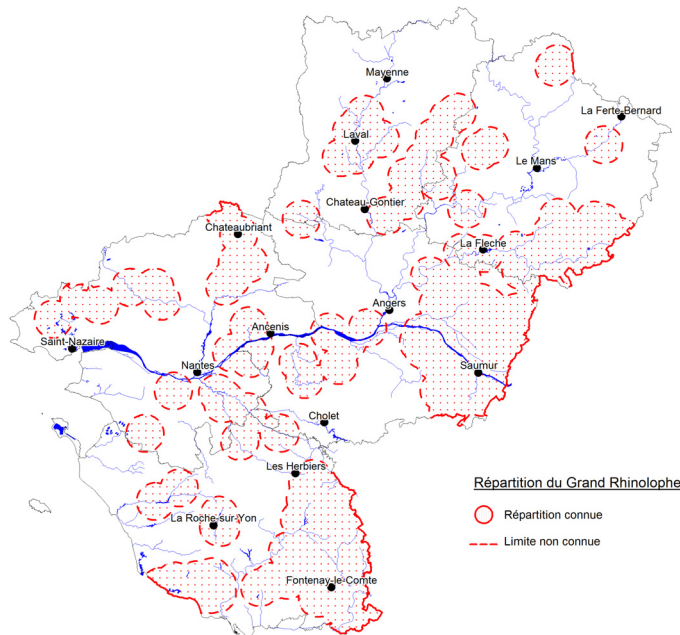 Mayenne
La Ferte-Bernard
Laval
Le Mans
Chateau-Gontier
Chateaubriant
La Fleche
Angers
Ancenis
Saint-Nazaire
Nantes
Saumur
Cholet
Les Herbiers
La Roche-sur-Yon
Fontenay-le-Comte
Répartition du Grand Rhinolophe
Répartition connue
Limite non connue